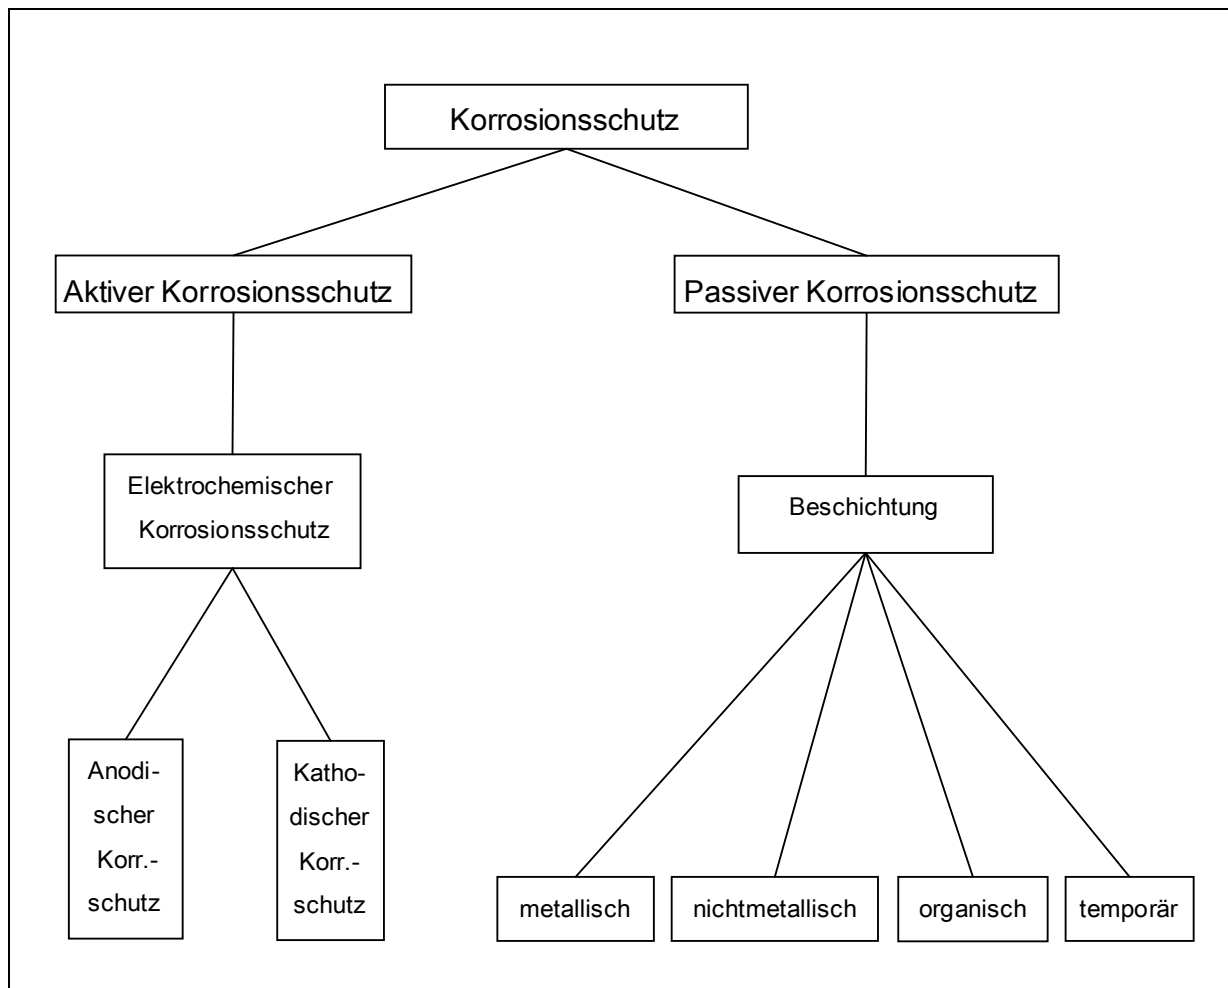 Korrosionsschutz
Aktiver Korrosionsschutz
Passiver Korrosionsschutz
Elektrochemischer
Korrosionsschutz
Beschichtung
Anodi-
scher
Korr.-
schutz
Katho-
discher
Korr.-
schutz
metallisch
nichtmetallisch
organisch
temporär